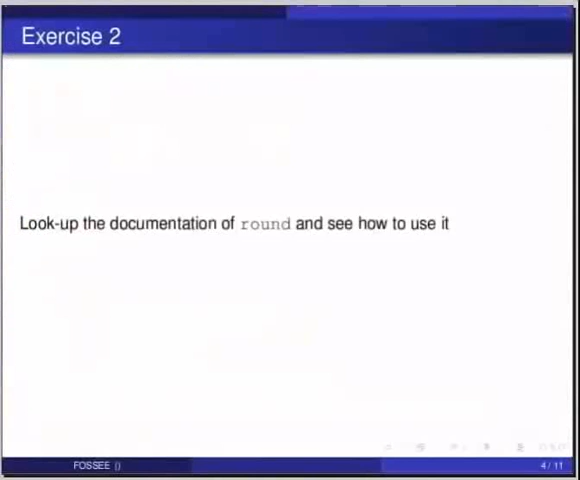 Exercise 2
Look-up the documentation of round and see how to use it
FOSSEE ()
4 / 11